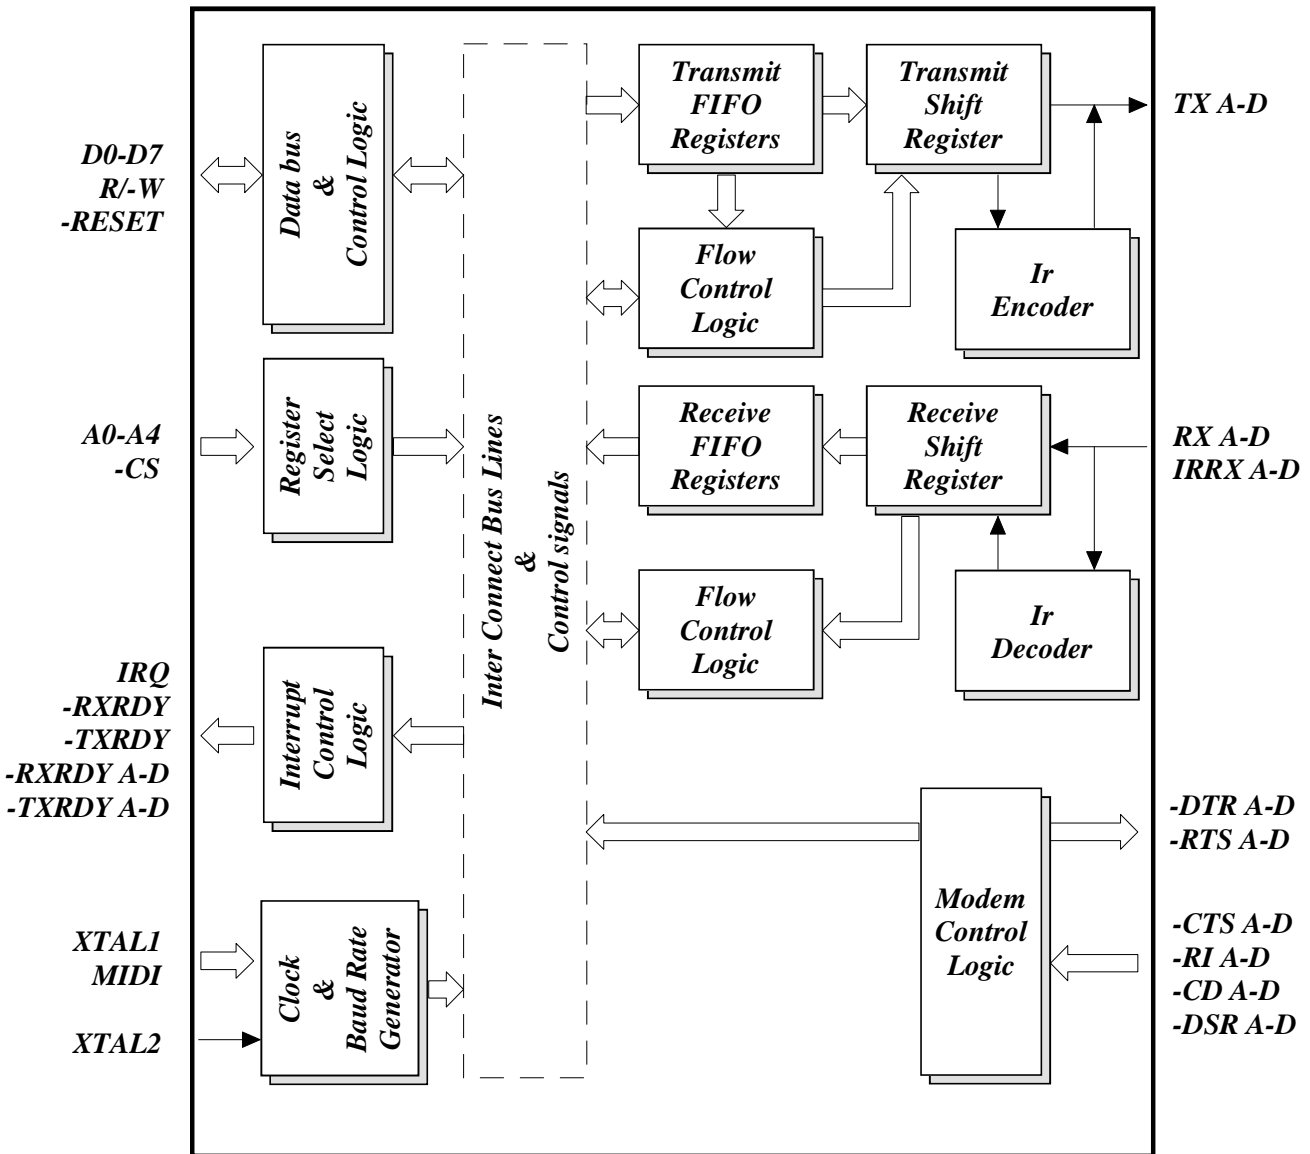 D0-D7
R/-W
-RESET
A0-A4
-CS
IRQ
-RXRDY
-TXRDY
-RXRDY A-D
-TXRDY A-D
XTAL1
MIDI
XTAL2
Data bus
&
Control Logic
Register
Select
Logic
Interrupt
Control
Logic
Clock
&
Baud Rate
Generator
Inter Connect Bus Lines
&
Control signals
Transmit
FIFO
Registers
Transmit
Shift
Register
Flow
Control
Logic
Ir
Encoder
Receive
FIFO
Registers
Receive
Shift
Register
Flow
Control
Logic
Ir
Decoder
Modem
Control
Logic
TX A-D
RX A-D
IRRX A-D
-DTR A-D
-RTS A-D
-CTS A-D
-RI A-D
-CD A-D
-DSR A-D